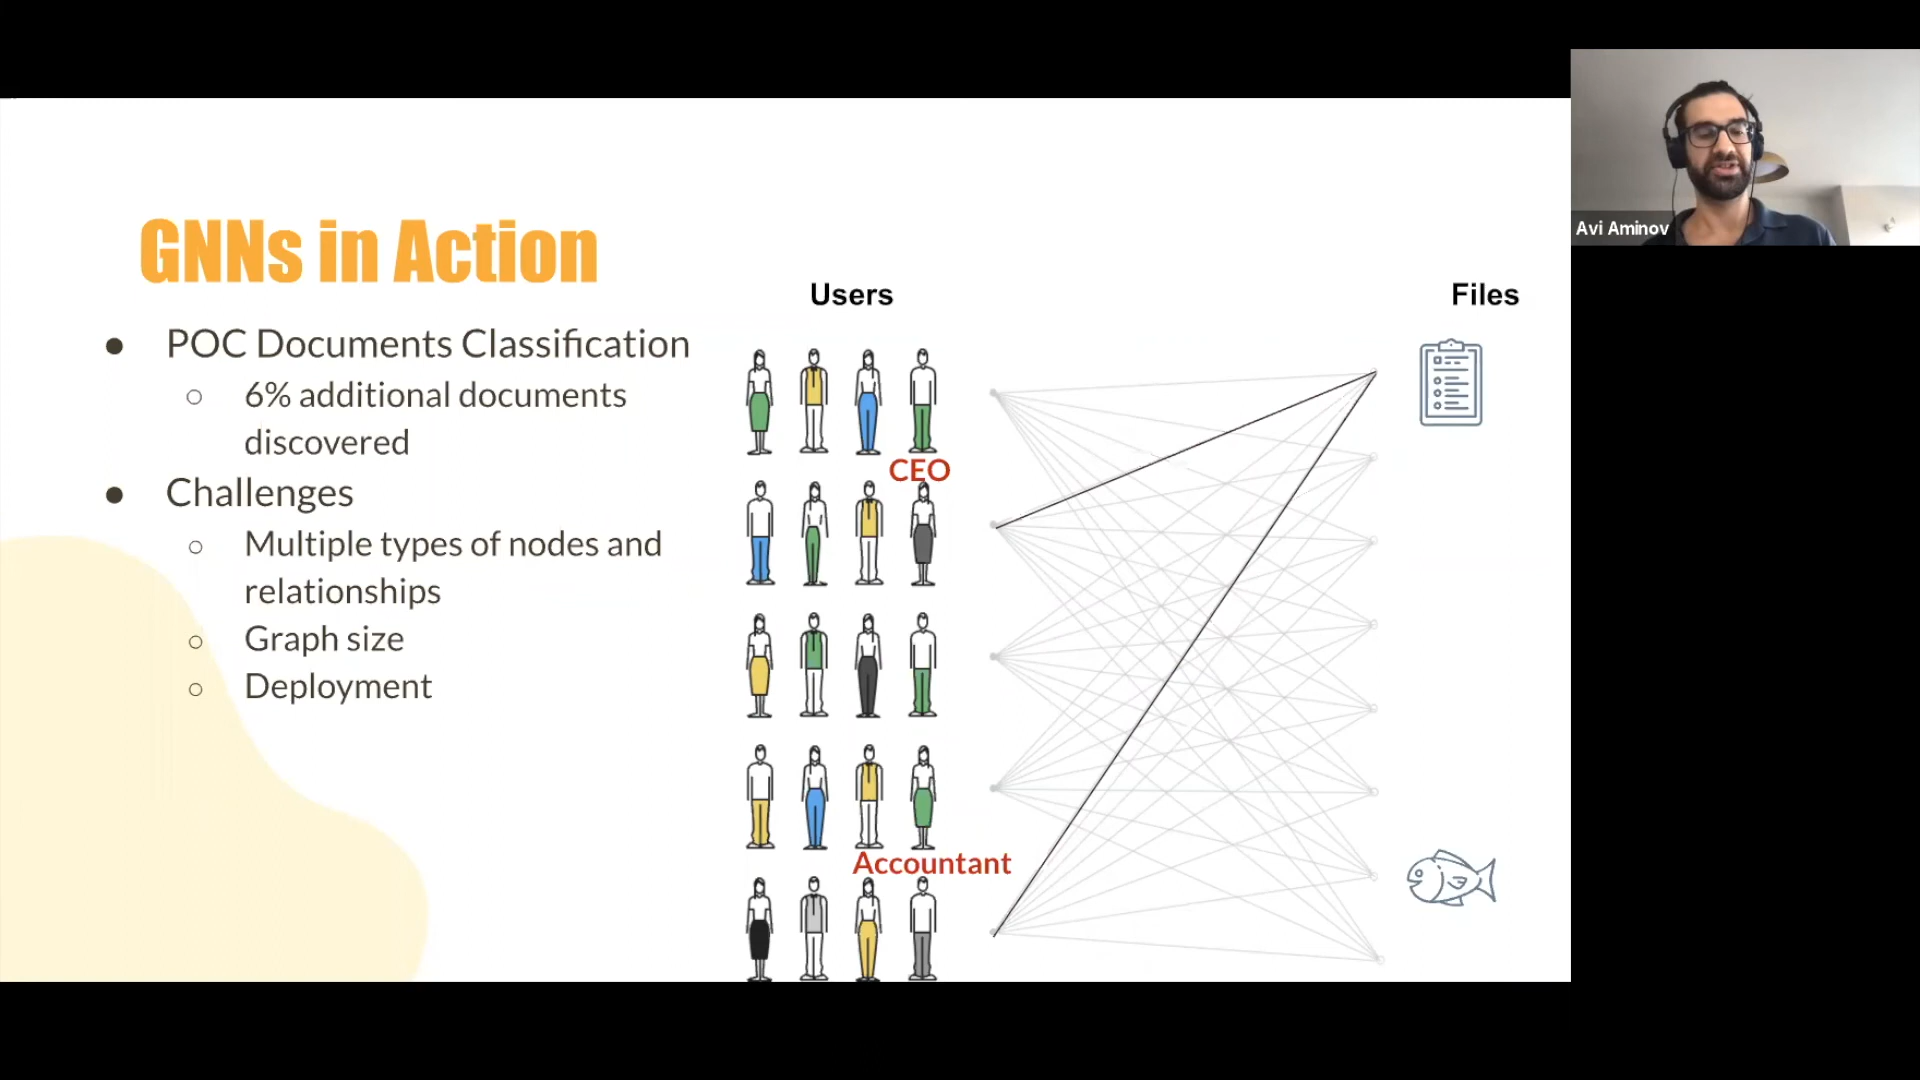 GNNs in Action
● POC Documents Classification
○ 6% additional documents
discovered
● Challenges
○ Multiple types of nodes and
relationships
○ Graph size
○ Deployment
Users
Files
CEO
Accountant
Avi Aminov